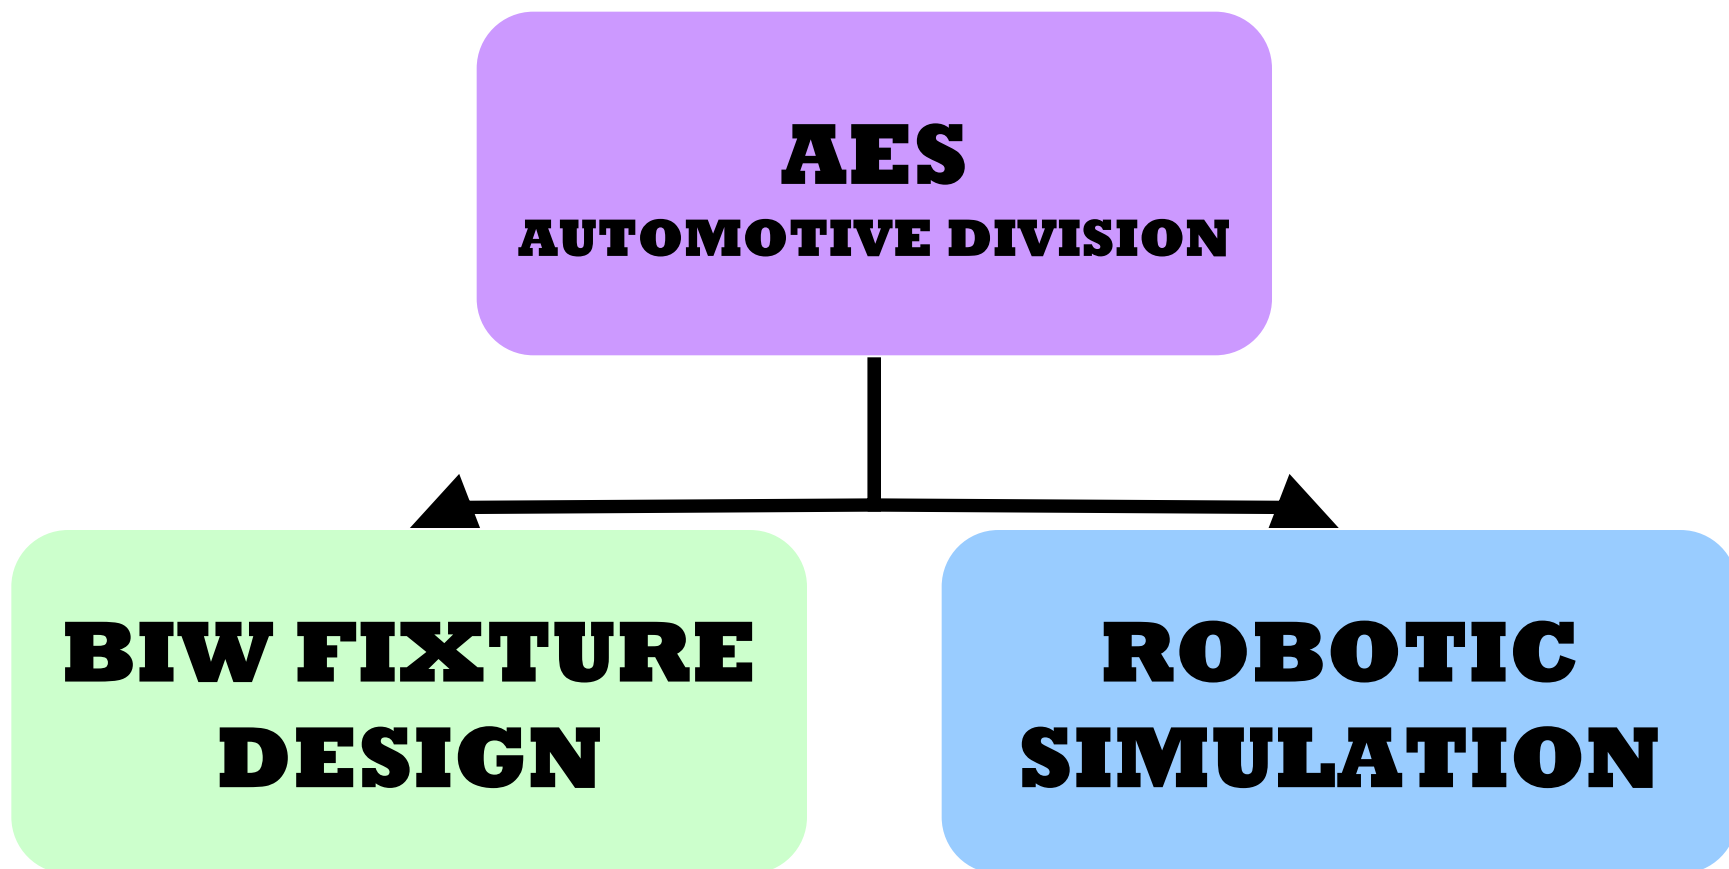 AES
AUTOMOTIVE DIVISION
BIW FIXTURE
DESIGN
ROBOTIC
SIMULATION